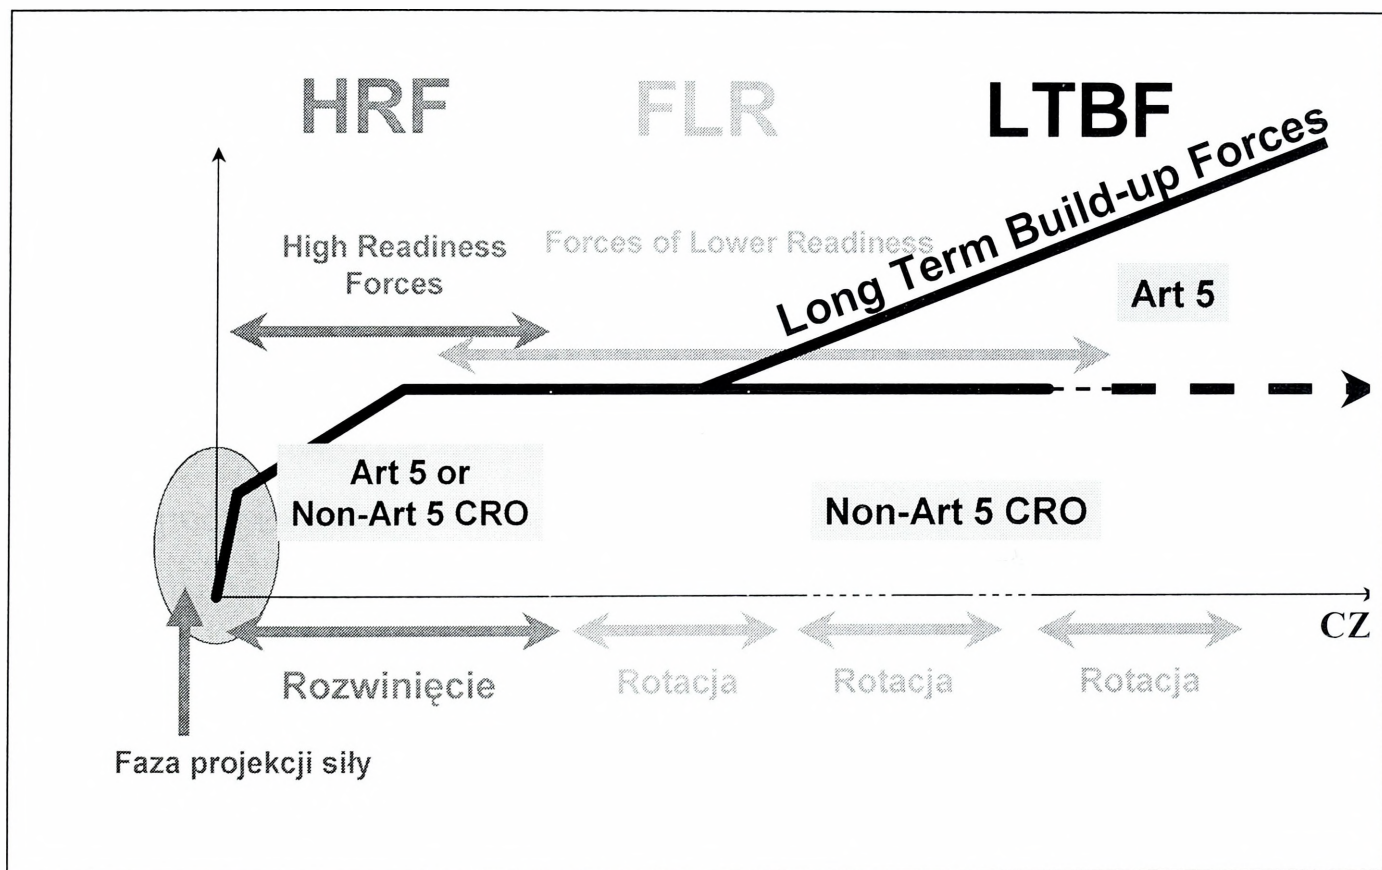 HRF
FLR
LTBF
High Readiness
Forces
Forces of Lower Readiness
Long Term Build-up Forces
Art 5
Art 5 or
Non-Art 5 CRO
Non-Art 5 CRO
CZ
Rozwinięcie
Rotacja
Rotacja
Rotacja
Faza projekcji siły